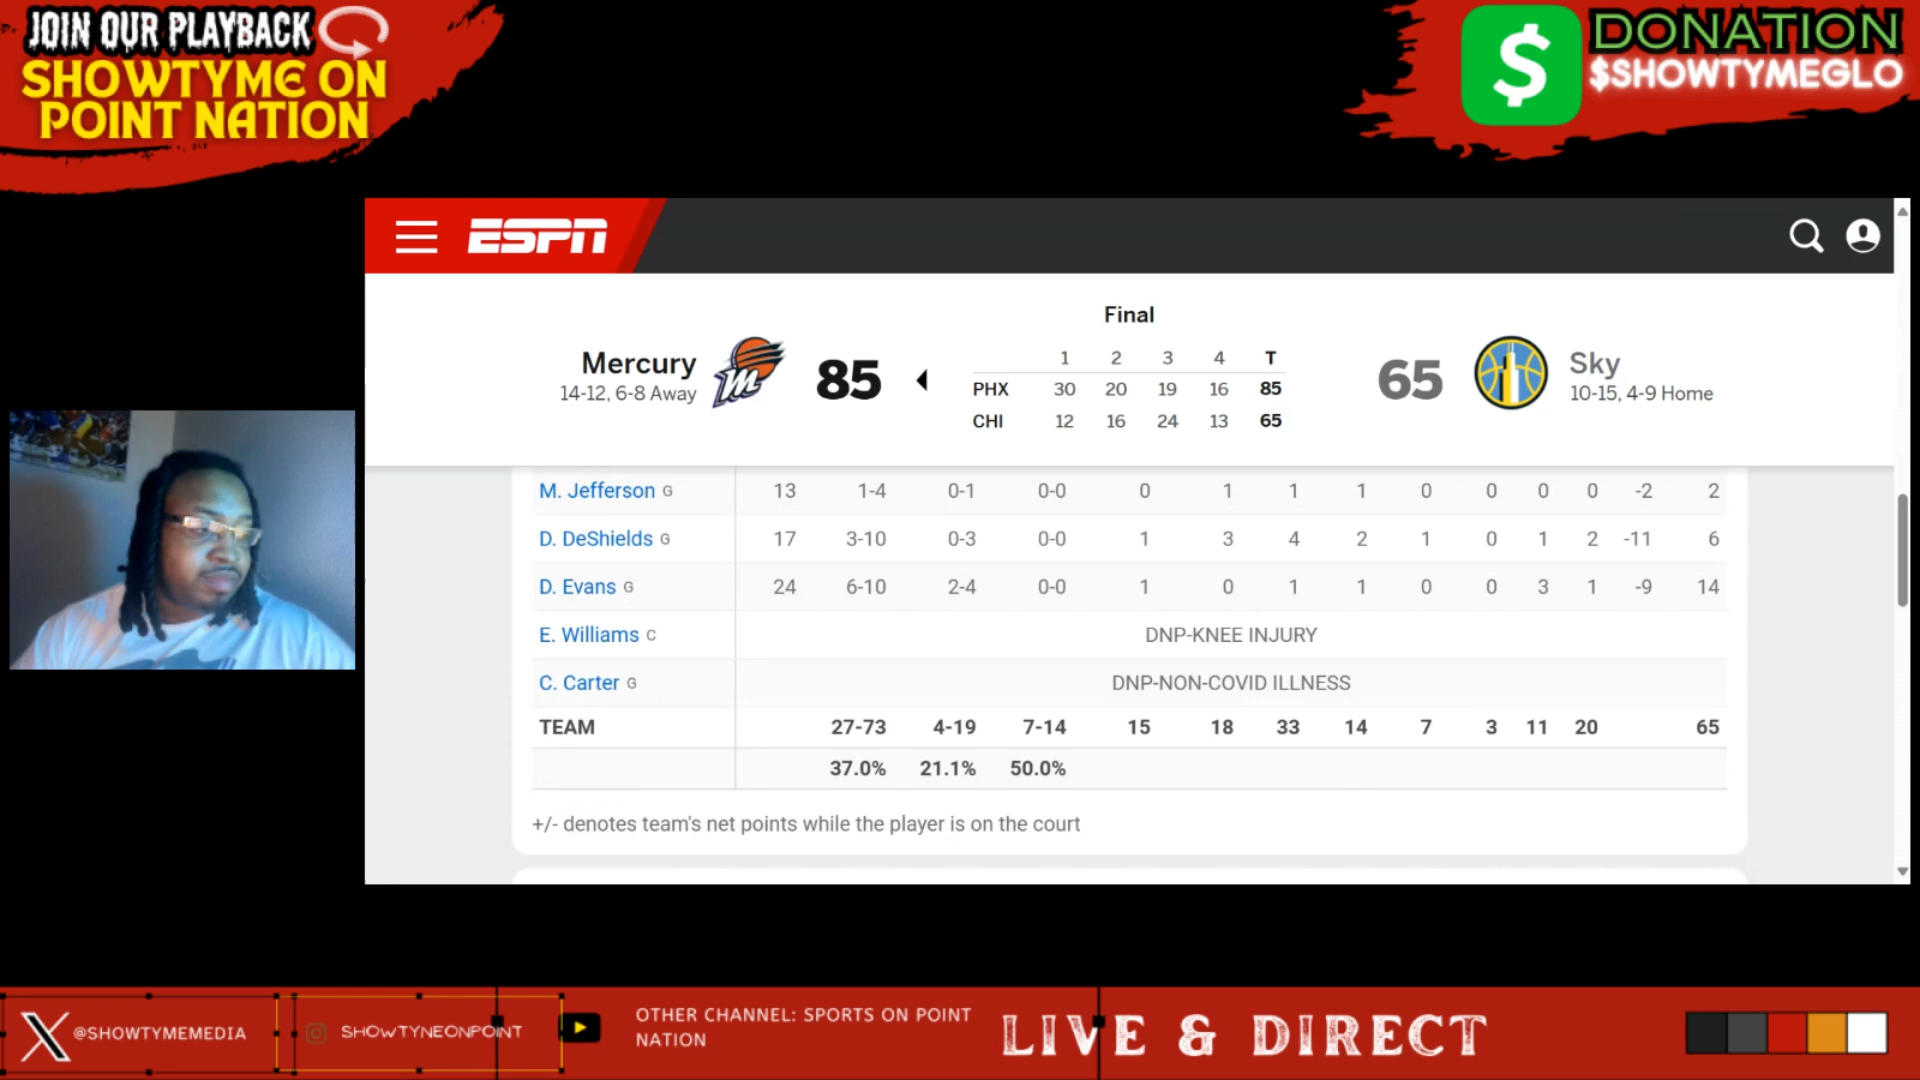 JOIN OUR PLAYBACK
SHOWTYME ON
POINT NATION
$
DONATION
$SHOWTYMEGLO
ESPN
Final
Mercury
14-12, 6-8 Away
85
1 2 3 4 T
PHX 30 20 19 16 85
CHI 12 16 24 13 65
65
Sky
10-15, 4-9 Home
M. Jefferson G 13 1-4 0-1 0-0 0 1 1 1 0 0 0 0 -2 2
D. DeShields G 17 3-10 0-3 0-0 1 3 4 2 1 0 1 2 -11 6
D. Evans G 24 6-10 2-4 0-0 1 0 1 1 0 0 3 1 -9 14
E. Williams C DNP-KNEE INJURY
C. Carter G DNP-NON-COVID ILLNESS
TEAM 27-73 4-19 7-14 15 18 33 14 7 3 11 20 65
37.0% 21.1% 50.0%
+/- denotes team's net points while the player is on the court
X @SHOWTYMEMEDIA
SHOWTYNEONPOINT
OTHER CHANNEL: SPORTS ON POINT
NATION
LIVE & DIRECT